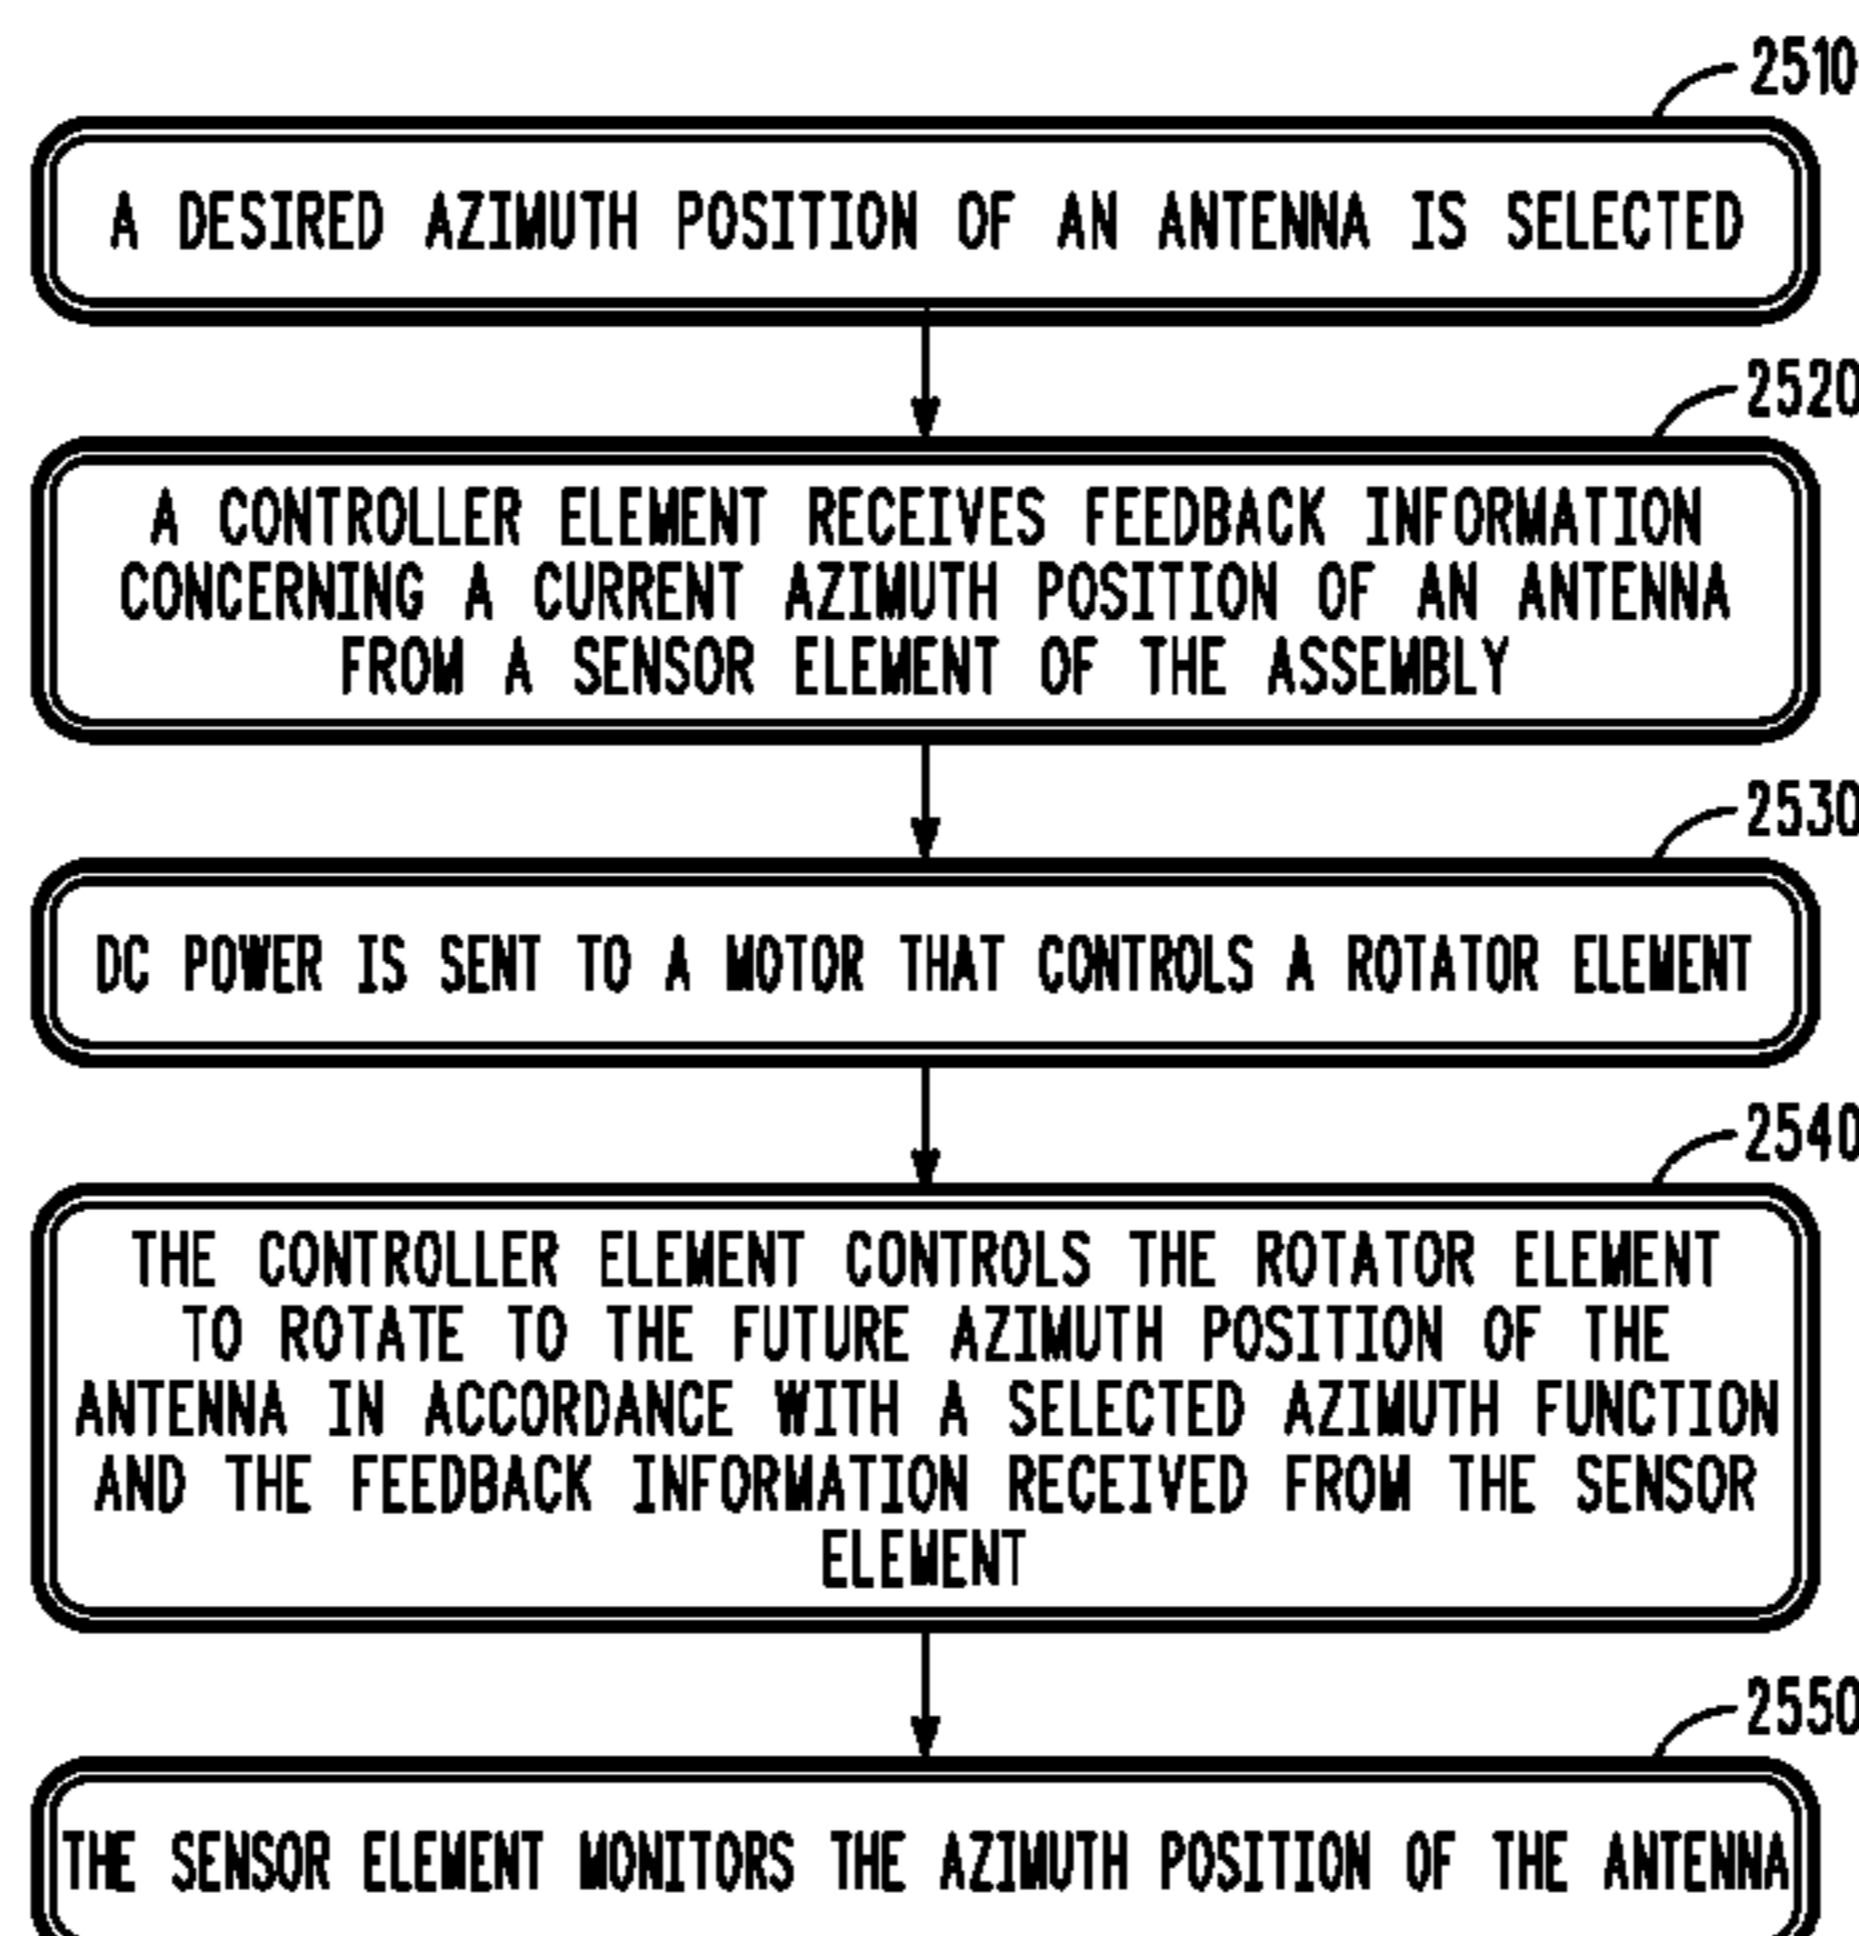 2510
A DESIRED AZIMUTH POSITION OF AN ANTENNA IS SELECTED
2520
A CONTROLLER ELEMENT RECEIVES FEEDBACK INFORMATION
CONCERNING A CURRENT AZIMUTH POSITION OF AN ANTENNA
FROM A SENSOR ELEMENT OF THE ASSEMBLY
2530
DC POWER IS SENT TO A MOTOR THAT CONTROLS A ROTATOR ELEMENT
2540
THE CONTROLLER ELEMENT CONTROLS THE ROTATOR ELEMENT
TO ROTATE TO THE FUTURE AZIMUTH POSITION OF THE
ANTENNA IN ACCORDANCE WITH A SELECTED AZIMUTH FUNCTION
AND THE FEEDBACK INFORMATION RECEIVED FROM THE SENSOR
ELEMENT
2550
THE SENSOR ELEMENT MONITORS THE AZIMUTH POSITION OF THE ANTENNA